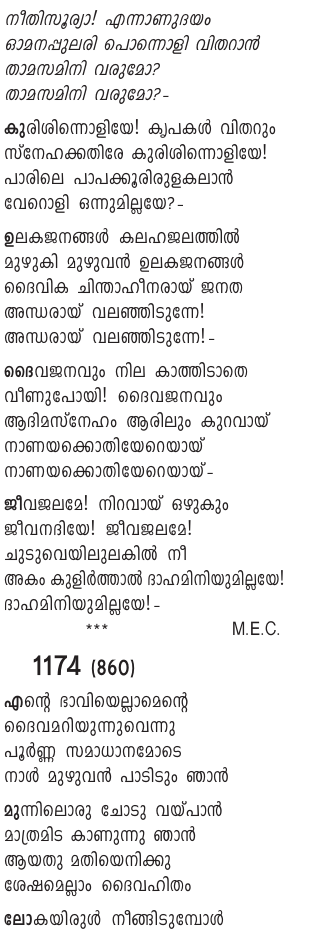 നീതിസൂര്യാ! എന്നാണുദയം
ഓമനപ്പുലരി പൊന്നൊളി വിതറാൻ
താമസമിനി വരുമോ?
താമസമിനി വരുമോ?-
കുരിശിന്നൊളിയേ! കൃപകൾ വിതറും
സ്നേഹക്കതിരേ കുരിശിന്നൊളിയേ!
പാരിലെ പാപക്കൂരിരുളകലാൻ
വേറൊളി ഒന്നുമില്ലയേ?-
ഉലകജനങ്ങൾ കലഹജലത്തിൽ
മുഴുകി മുഴുവൻ ഉലകജനങ്ങൾ
ദൈവിക ചിന്താഹീനരായ് ജനത
അന്ധരായ് വലഞ്ഞിടുന്നേ!
അന്ധരായ് വലഞ്ഞിടുന്നേ!-
ദൈവജനവും നില കാത്തിടാതെ
വീണുപോയി! ദൈവജനവും
ആദിമസ്നേഹം ആരിലും കുറവായ്
നാണയക്കൊതിയേറെയായ്
നാണയക്കൊതിയേറെയായ്-
ജീവജലമേ! നിറവായ് ഒഴുകും
ജീവനദിയേ! ജീവജലമേ!
ചുടുവെയിലുലകിൽ നീ
അകം കുളിർത്താൽ ദാഹമിനിയുമില്ലയേ!
ദാഹമിനിയുമില്ലയേ!-
*** M.E.C.
1174 (860)
എന്റെ ഭാവിയെല്ലാമെന്റെ
ദൈവമറിയുന്നുവെന്നു
പൂർണ്ണ സമാധാനമോടെ
നാൾ മുഴുവൻ പാടിടും ഞാൻ
മുന്നിലൊരു ചോടു വയ്പാൻ
മാത്രമിട കാണുന്നു ഞാൻ
ആയതു മതിയെനിക്കു
ശേഷമെല്ലാം ദൈവഹിതം
ലോകയിരുൾ നീങ്ങിടുമ്പോൾ